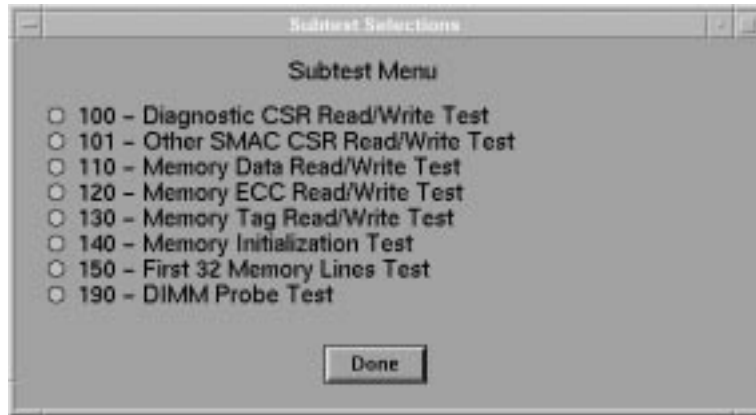 Subtest Selections
Subtest Menu
100 – Diagnostic CSR Read/Write Test
101 – Other SMAC CSR Read/Write Test
110 – Memory Data Read/Write Test
120 – Memory ECC Read/Write Test
130 – Memory Tag Read/Write Test
140 – Memory Initialization Test
150 – First 32 Memory Lines Test
190 – DIMM Probe Test
Done